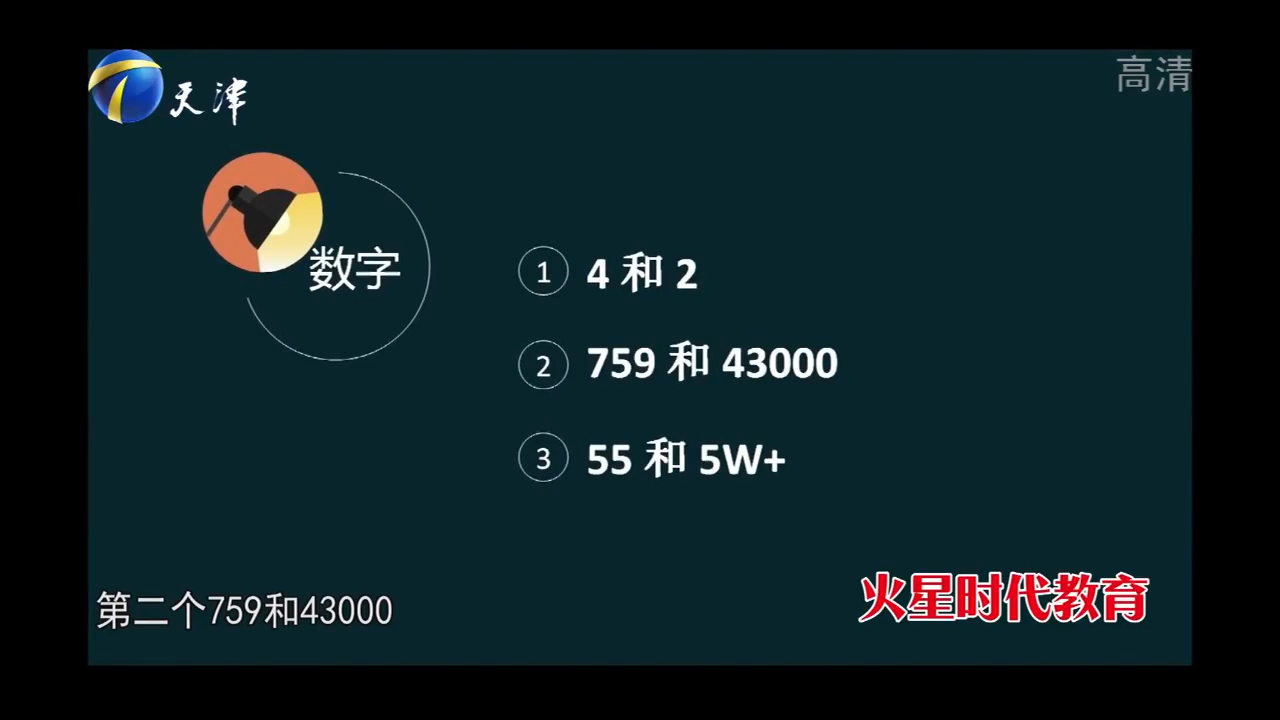 天津
高清
数字
1 4 和 2
2 759 和 43000
3 55 和 5W+
第二个759和43000
火星时代教育